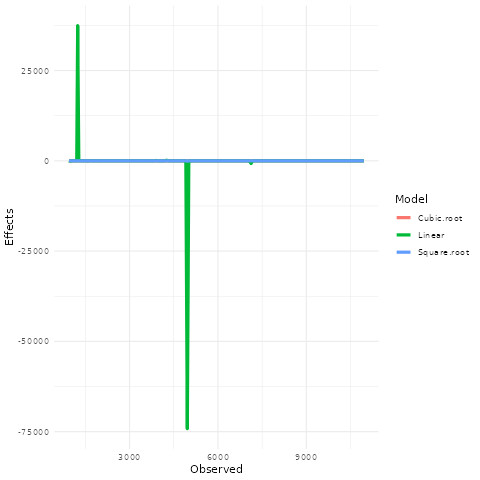 25000
0
-25000
-50000
-75000
Effects
3000
6000
9000
Observed
Model
Cubic.root
Linear
Square.root